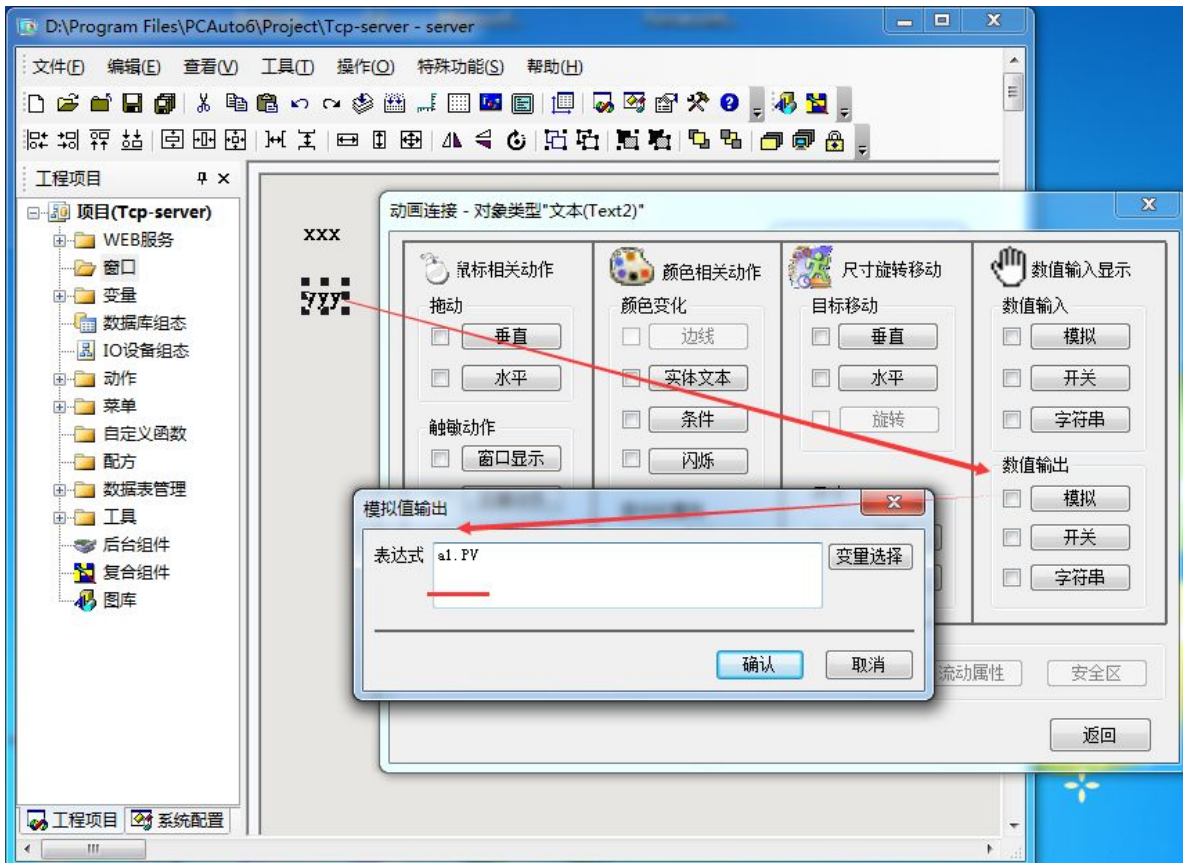 D:\Program Files\PCAuto6\Project\Tcp-server - server
文件(F) 编辑(E) 查看(V) 工具(T) 操作(O) 特殊功能(S) 帮助(H)
工程项目
项目(Tcp-server)
WEB服务
窗口
变量
数据库组态
IO设备组态
动作
菜单
自定义函数
配方
数据表管理
工具
后台组件
复合组件
图库
工程项目 系统配置
xxx
yyy
动画连接 - 对象类型"文本(Text2)"
鼠标相关动作
拖动
垂直
水平
触敏动作
窗口显示
颜色相关动作
颜色变化
边线
实体文本
条件
闪烁
尺寸旋转移动
目标移动
垂直
水平
旋转
数值输入显示
数值输入
模拟
开关
字符串
数值输出
模拟
开关
字符串
模拟值输出
表达式 a1.PV 变量选择
确认 取消
流动属性 安全区
返回